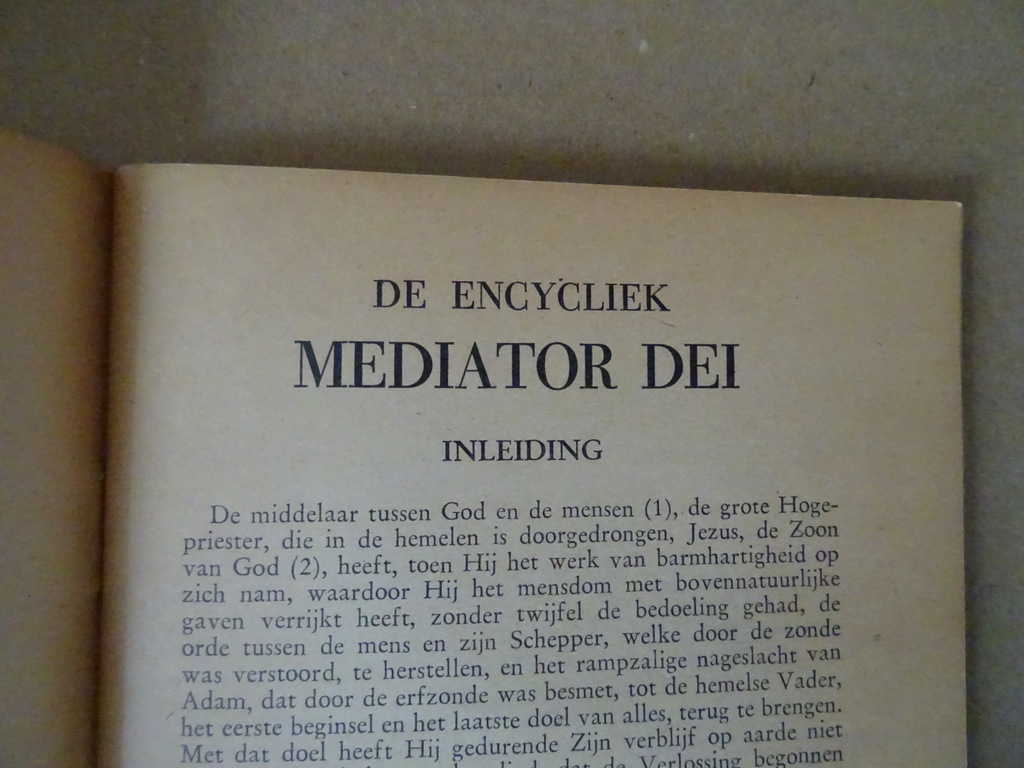 DE ENCYCLIEK
MEDIATOR DEI
INLEIDING
De middelaar tussen God en de mensen (1), de grote Hoge-
priester, die in de hemelen is doorgedrongen, Jezus, de Zoon
van God (2), heeft, toen Hij het werk van barmhartigheid op
zich nam, waardoor Hij het mensdom met bovennatuurlijke
gaven verrijkt heeft, zonder twijfel de bedoeling gehad, de
orde tussen de mens en zijn Schepper, welke door de zonde
was verstoord, te herstellen, en het rampzalige nageslacht van
Adam, dat door de erfzonde was besmet, tot de hemelse Vader,
het eerste beginsel en het laatste doel van alles, terug te brengen.
Met dat doel heeft Hij gedurende Zijn verblijf op aarde niet
dat de Verlossing begonnen